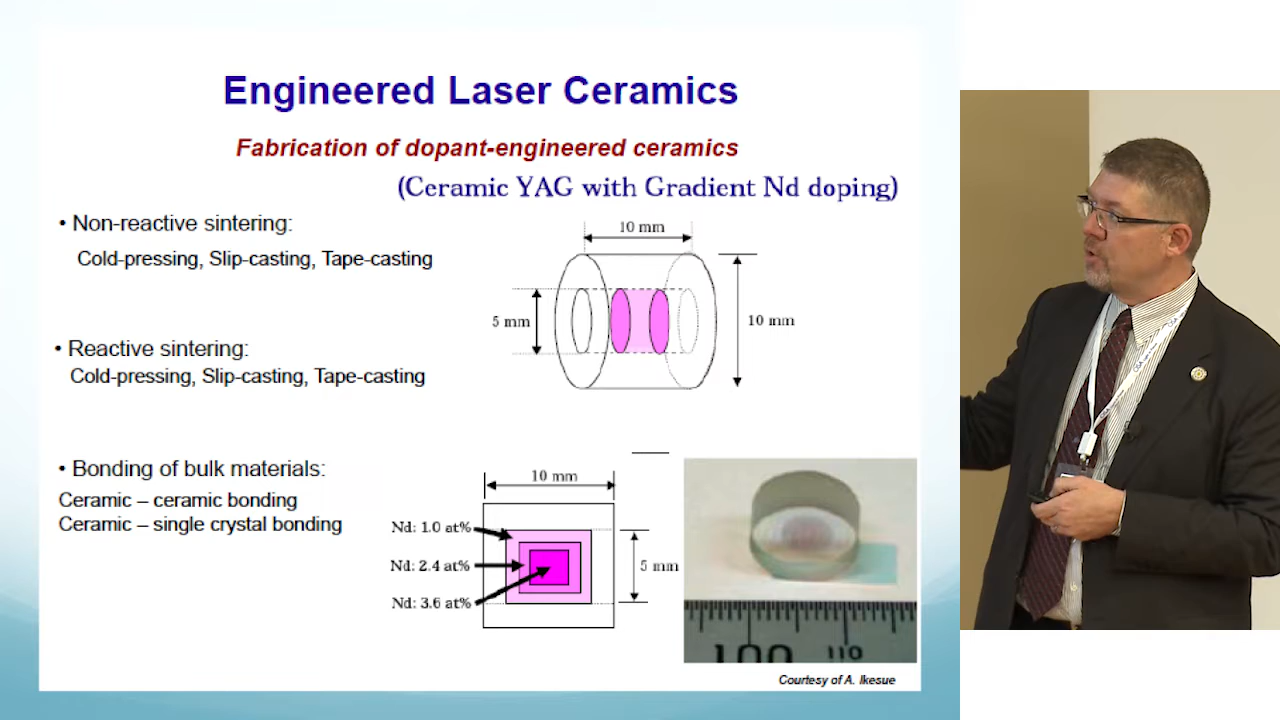 Engineered Laser Ceramics
Fabrication of dopant-engineered ceramics
(Ceramic YAG with Gradient Nd doping)
• Non-reactive sintering:
Cold-pressing, Slip-casting, Tape-casting
10 mm
5 mm
10 mm
• Reactive sintering:
Cold-pressing, Slip-casting, Tape-casting
• Bonding of bulk materials:
Ceramic – ceramic bonding
Ceramic – single crystal bonding
10 mm
Nd: 1.0 at%
Nd: 2.4 at%
Nd: 3.6 at%
5 mm
100 110
Courtesy of A. Ikesue